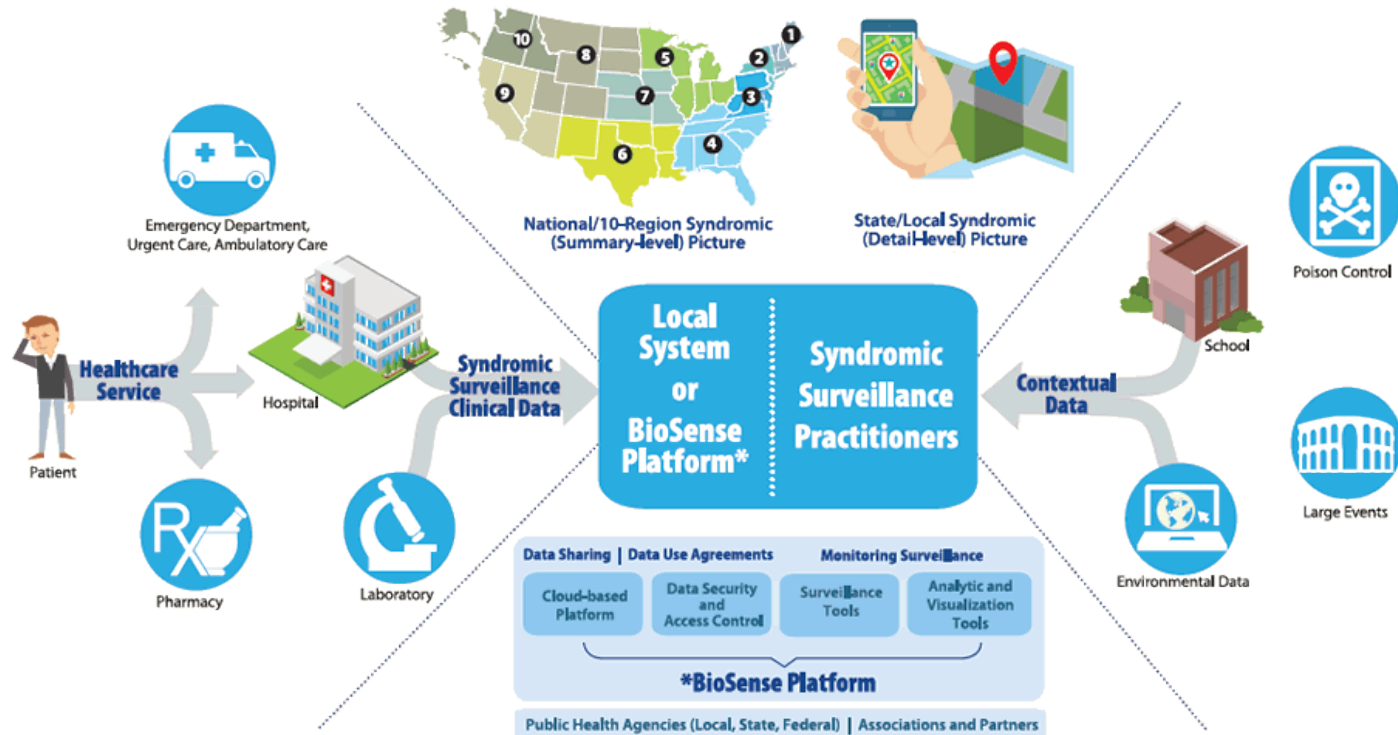 1
2
3
4
5
6
7
8
9
10
National/10-Region Syndromic
(Summary-level) Picture
State/Local Syndromic
(Detail-level) Picture
Emergency Department,
Urgent Care, Ambulatory Care
Patient
Healthcare
Service
Hospital
Rx
Pharmacy
Laboratory
Syndromic
Surveillance
Clinical Data
Local
System
or
BioSense
Platform*
Syndromic
Surveillance
Practitioners
Contextual
Data
School
Poison Control
Large Events
Environmental Data
Data Sharing | Data Use Agreements
Monitoring Surveillance
Cloud-based
Platform
Data Security
and
Access Control
Surveillance
Tools
Analytic and
Visualization
Tools
*BioSense Platform
Public Health Agencies (Local, State, Federal) | Associations and Partners